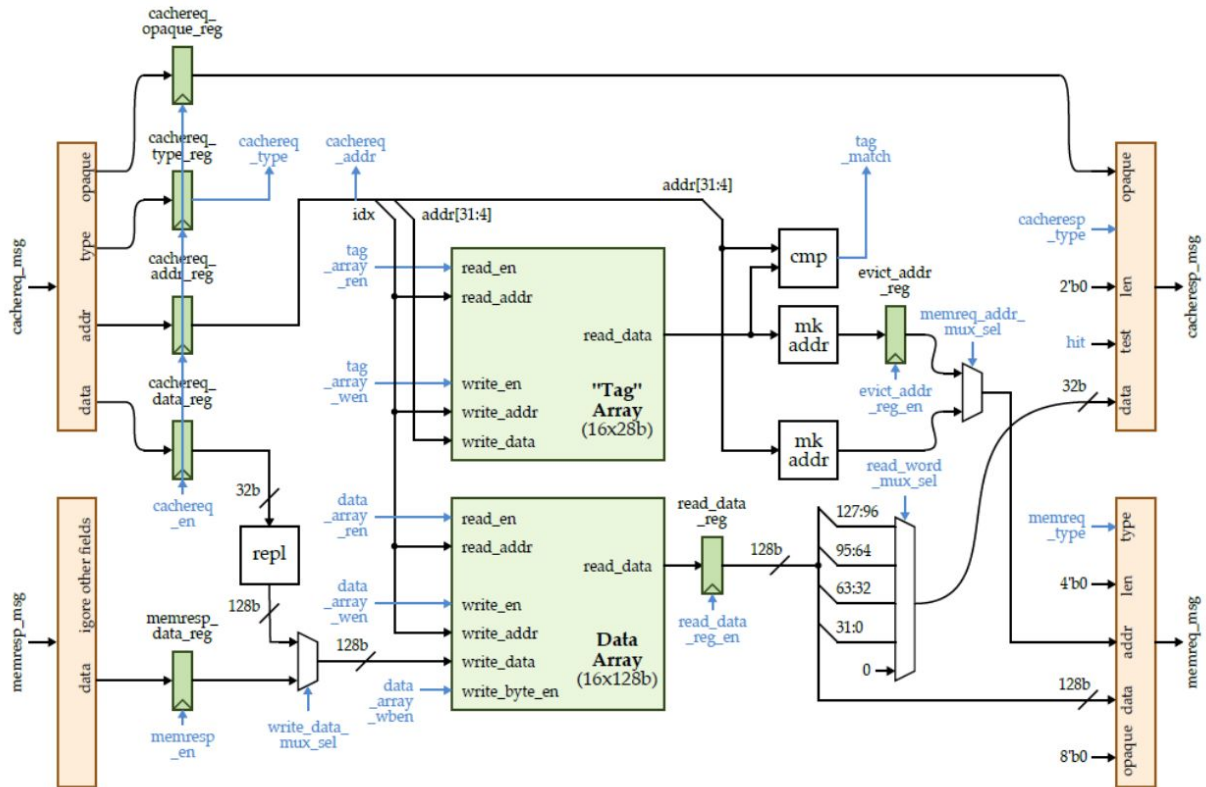 cachereq_
opaque_reg
cachereq_
type_reg
cachereq
_type
cachereq
_addr
tag
_match
opaque
type
addr
data
cachereq_msg
cachereq_
addr_reg
cachereq_
data_reg
cachereq
_en
idx
addr[31:4]
addr[31:4]
tag
_array
_ren
read_en
read_addr
read_data
tag
_array
_wen
write_en
write_addr
write_data
"Tag"
Array
(16x28b)
cmp
mk
addr
evict_addr
_reg
evict_addr
_reg_en
memreq_addr_
mux_sel
mk
addr
opaque
cacheresp
_type
2'b0
len
hit
test
32b
data
cacheresp_msg
32b
repl
128b
memresp_msg
igore other fields
data
memresp_
data_reg
memresp
_en
write_data_
mux_sel
128b
data
_array
_ren
read_en
read_addr
read_data
data
_array
_wen
write_en
write_addr
write_data
data
_array
_wben
write_byte_en
Data
Array
(16x128b)
read_data
_reg
read_data
_reg_en
128b
read_word
_mux_sel
127:96
95:64
63:32
31:0
0
memreq
_type
type
4'b0
len
addr
128b
data
8'b0
opaque
memreq_msg